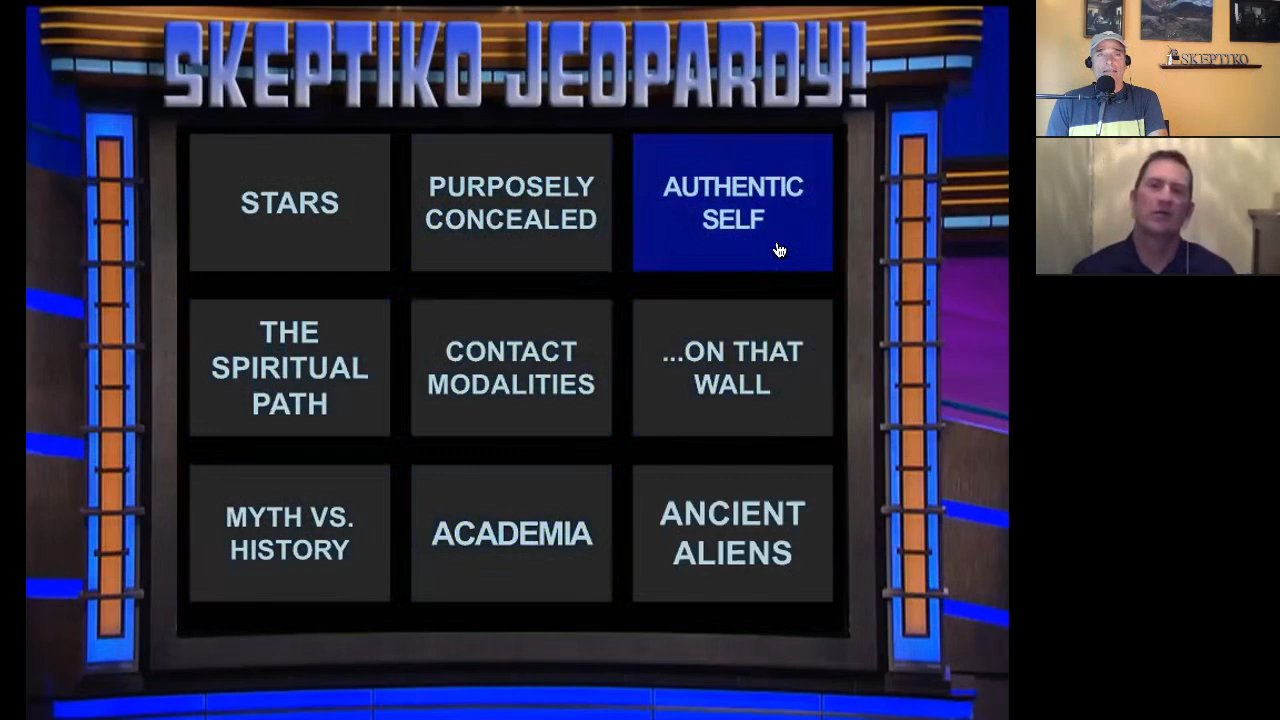 SKEPTIKO JEOPARDY!
STARS
PURPOSELY
CONCEALED
AUTHENTIC
SELF
THE
SPIRITUAL
PATH
CONTACT
MODALITIES
...ON THAT
WALL
MYTH VS.
HISTORY
ACADEMIA
ANCIENT
ALIENS
SKEPTIKO